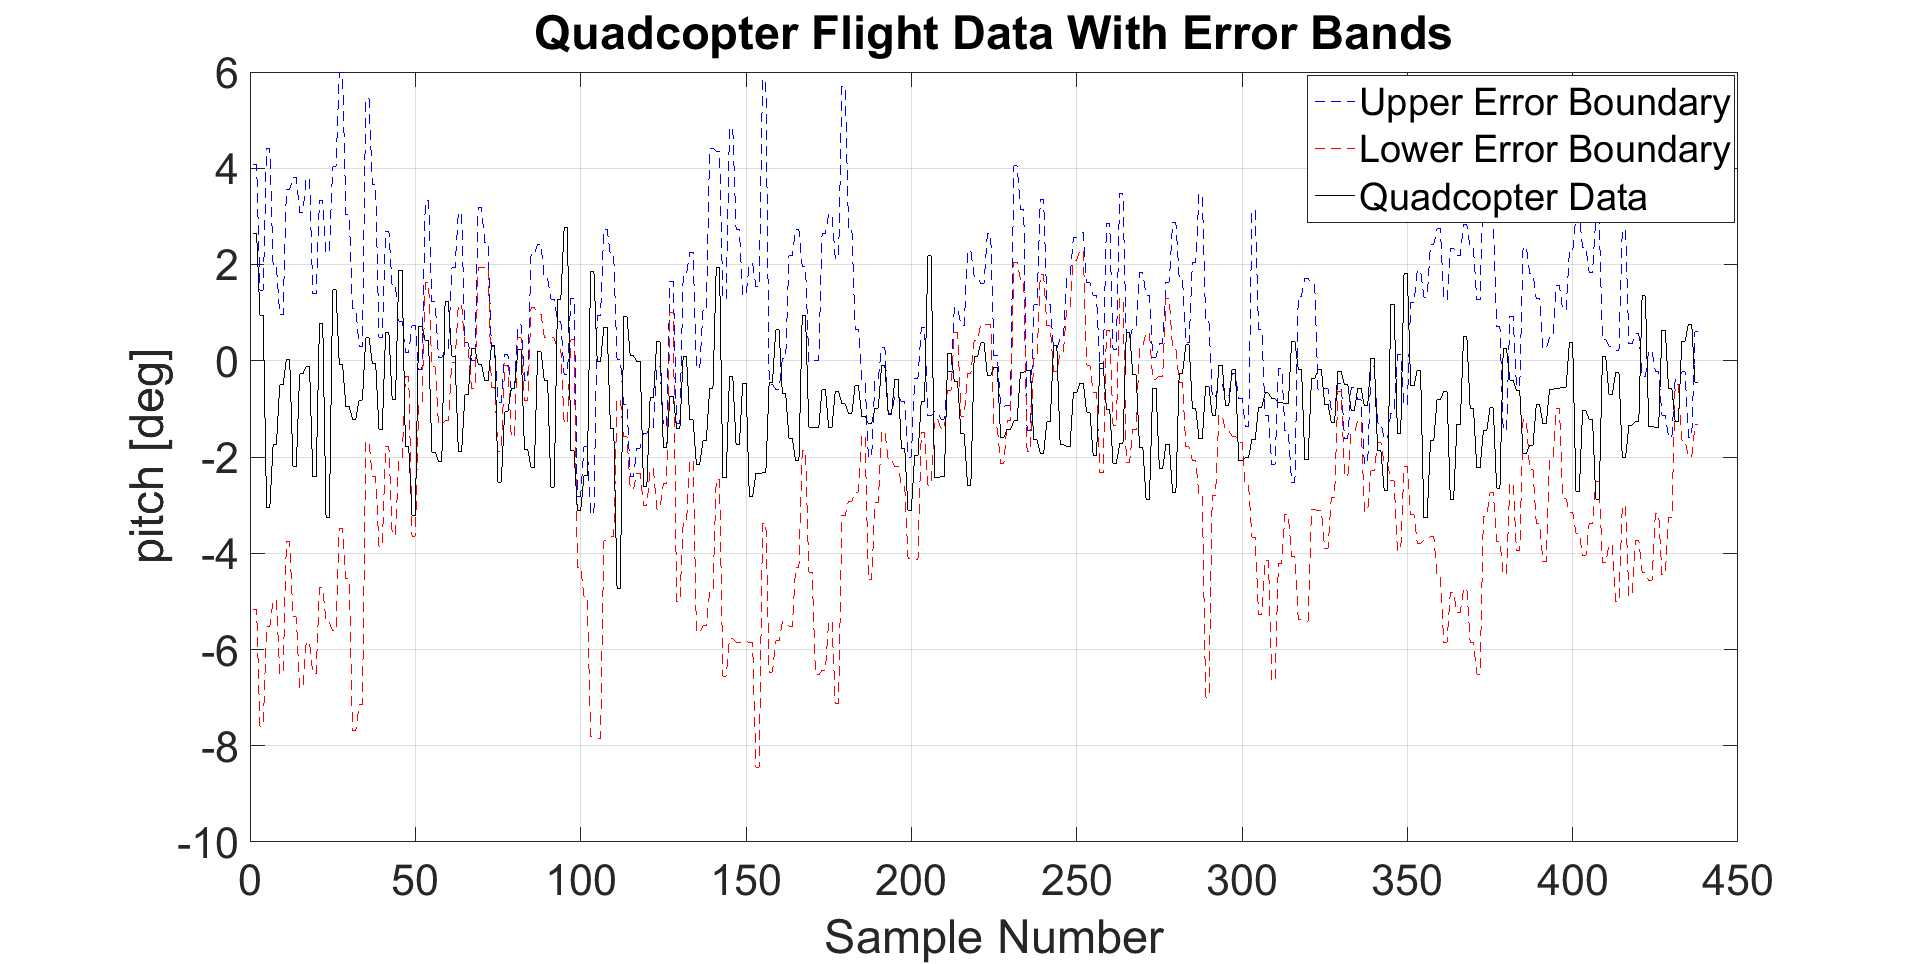 Quadcopter Flight Data With Error Bands
Upper Error Boundary
Lower Error Boundary
Quadcopter Data
pitch [deg]
6
4
2
0
-2
-4
-6
-8
-10
0 50 100 150 200 250 300 350 400 450
Sample Number